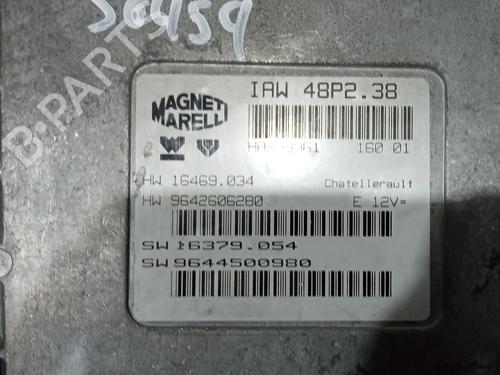 IAW 48P2.38
MAGNETI
MARELLI
160 01
HW 16469.034
Chatellerault
HW 9642606280
E 12V=
SW 16379.054
SW 9644500980
B-PARTS